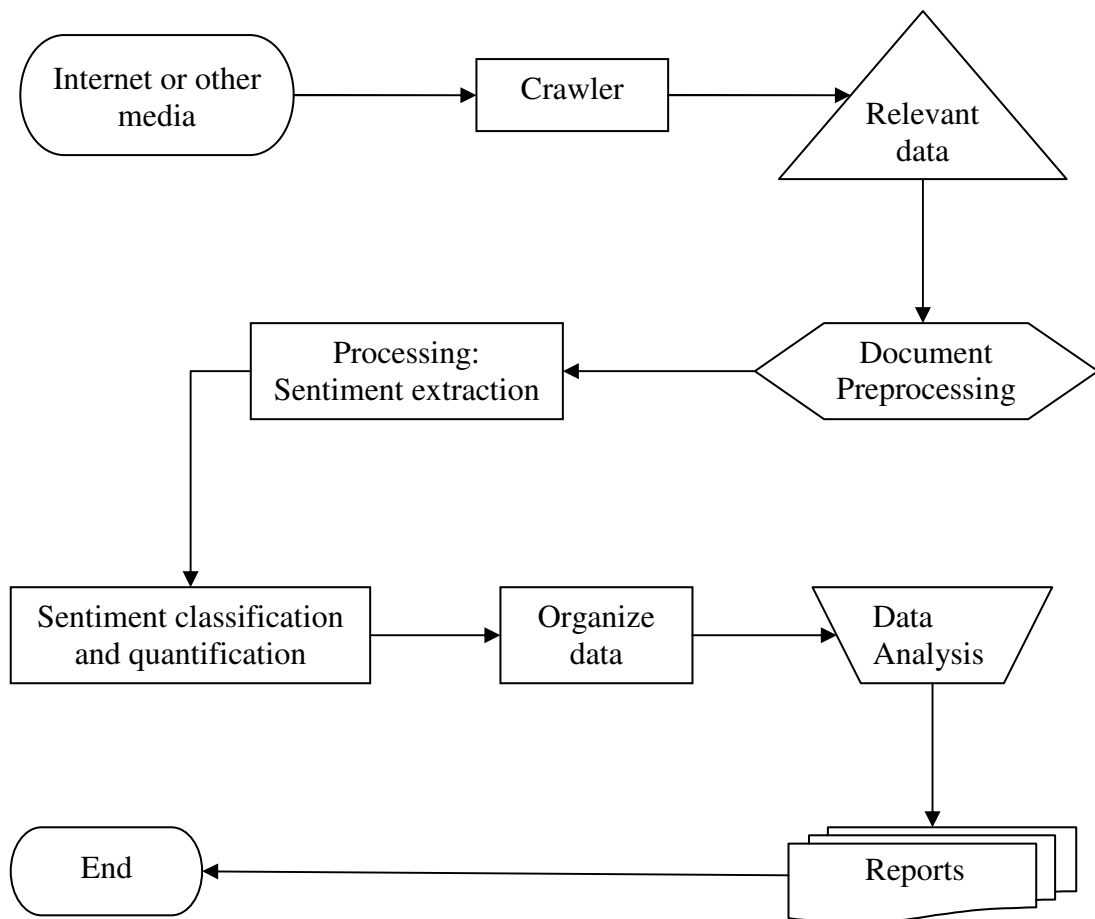 Internet or other
media
Crawler
Relevant
data
Document
Preprocessing
Processing:
Sentiment extraction
Sentiment classification
and quantification
Organize
data
Data
Analysis
Reports
End